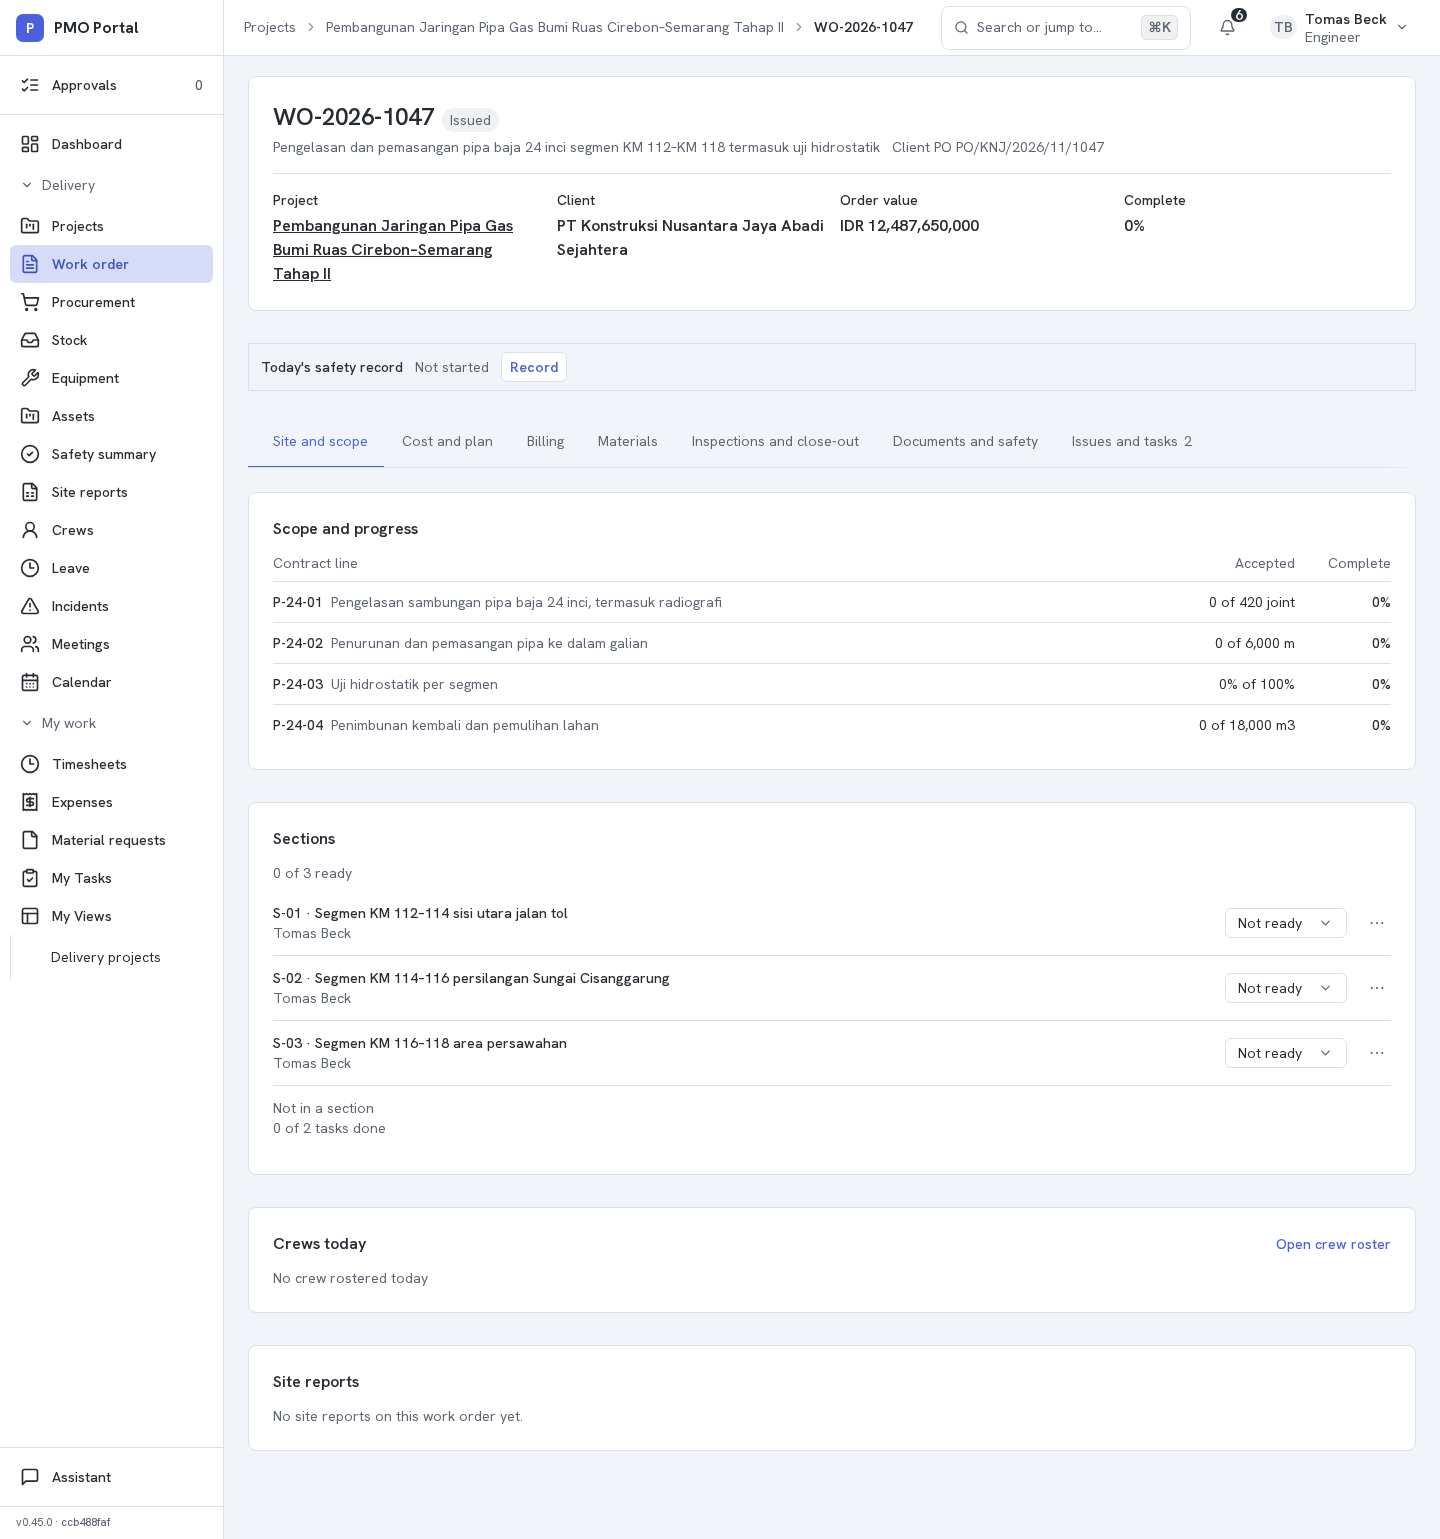 P PMO Portal
Projects > Pembangunan Jaringan Pipa Gas Bumi Ruas Cirebon–Semarang Tahap II > WO-2026-1047
Search or jump to...
⌘K
6
TB
Tomas Beck
Engineer
Approvals 0
Dashboard
Delivery
Projects
Work order
Procurement
Stock
Equipment
Assets
Safety summary
Site reports
Crews
Leave
Incidents
Meetings
Calendar
My work
Timesheets
Expenses
Material requests
My Tasks
My Views
Delivery projects
Assistant
v0.45.0 · ccb488faf
WO-2026-1047 Issued
Pengelasan dan pemasangan pipa baja 24 inci segmen KM 112–KM 118 termasuk uji hidrostatik Client PO PO/KNJ/2026/11/1047
Project
Pembangunan Jaringan Pipa Gas
Bumi Ruas Cirebon–Semarang
Tahap II
Client
PT Konstruksi Nusantara Jaya Abadi
Sejahtera
Order value
IDR 12,487,650,000
Complete
0%
Today's safety record Not started Record
Site and scope Cost and plan Billing Materials Inspections and close-out Documents and safety Issues and tasks 2
Scope and progress
Contract line Accepted Complete
P-24-01 Pengelasan sambungan pipa baja 24 inci, termasuk radiografi 0 of 420 joint 0%
P-24-02 Penurunan dan pemasangan pipa ke dalam galian 0 of 6,000 m 0%
P-24-03 Uji hidrostatik per segmen 0% of 100% 0%
P-24-04 Penimbunan kembali dan pemulihan lahan 0 of 18,000 m3 0%
Sections
0 of 3 ready
S-01 · Segmen KM 112–114 sisi utara jalan tol
Tomas Beck
Not ready
S-02 · Segmen KM 114–116 persilangan Sungai Cisanggarung
Tomas Beck
Not ready
S-03 · Segmen KM 116–118 area persawahan
Tomas Beck
Not ready
Not in a section
0 of 2 tasks done
Crews today Open crew roster
No crew rostered today
Site reports
No site reports on this work order yet.